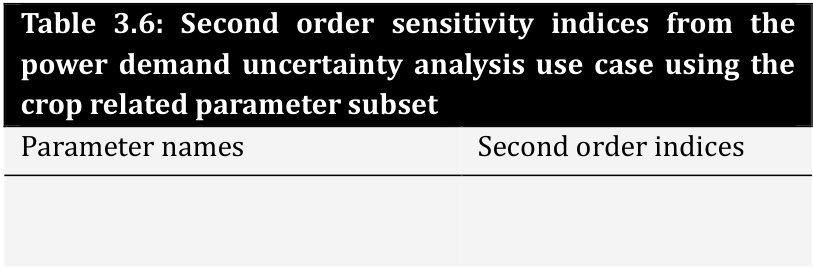 Table 3.6: Second order sensitivity indices from the
power demand uncertainty analysis use case using the
crop related parameter subset
Parameter names Second order indices